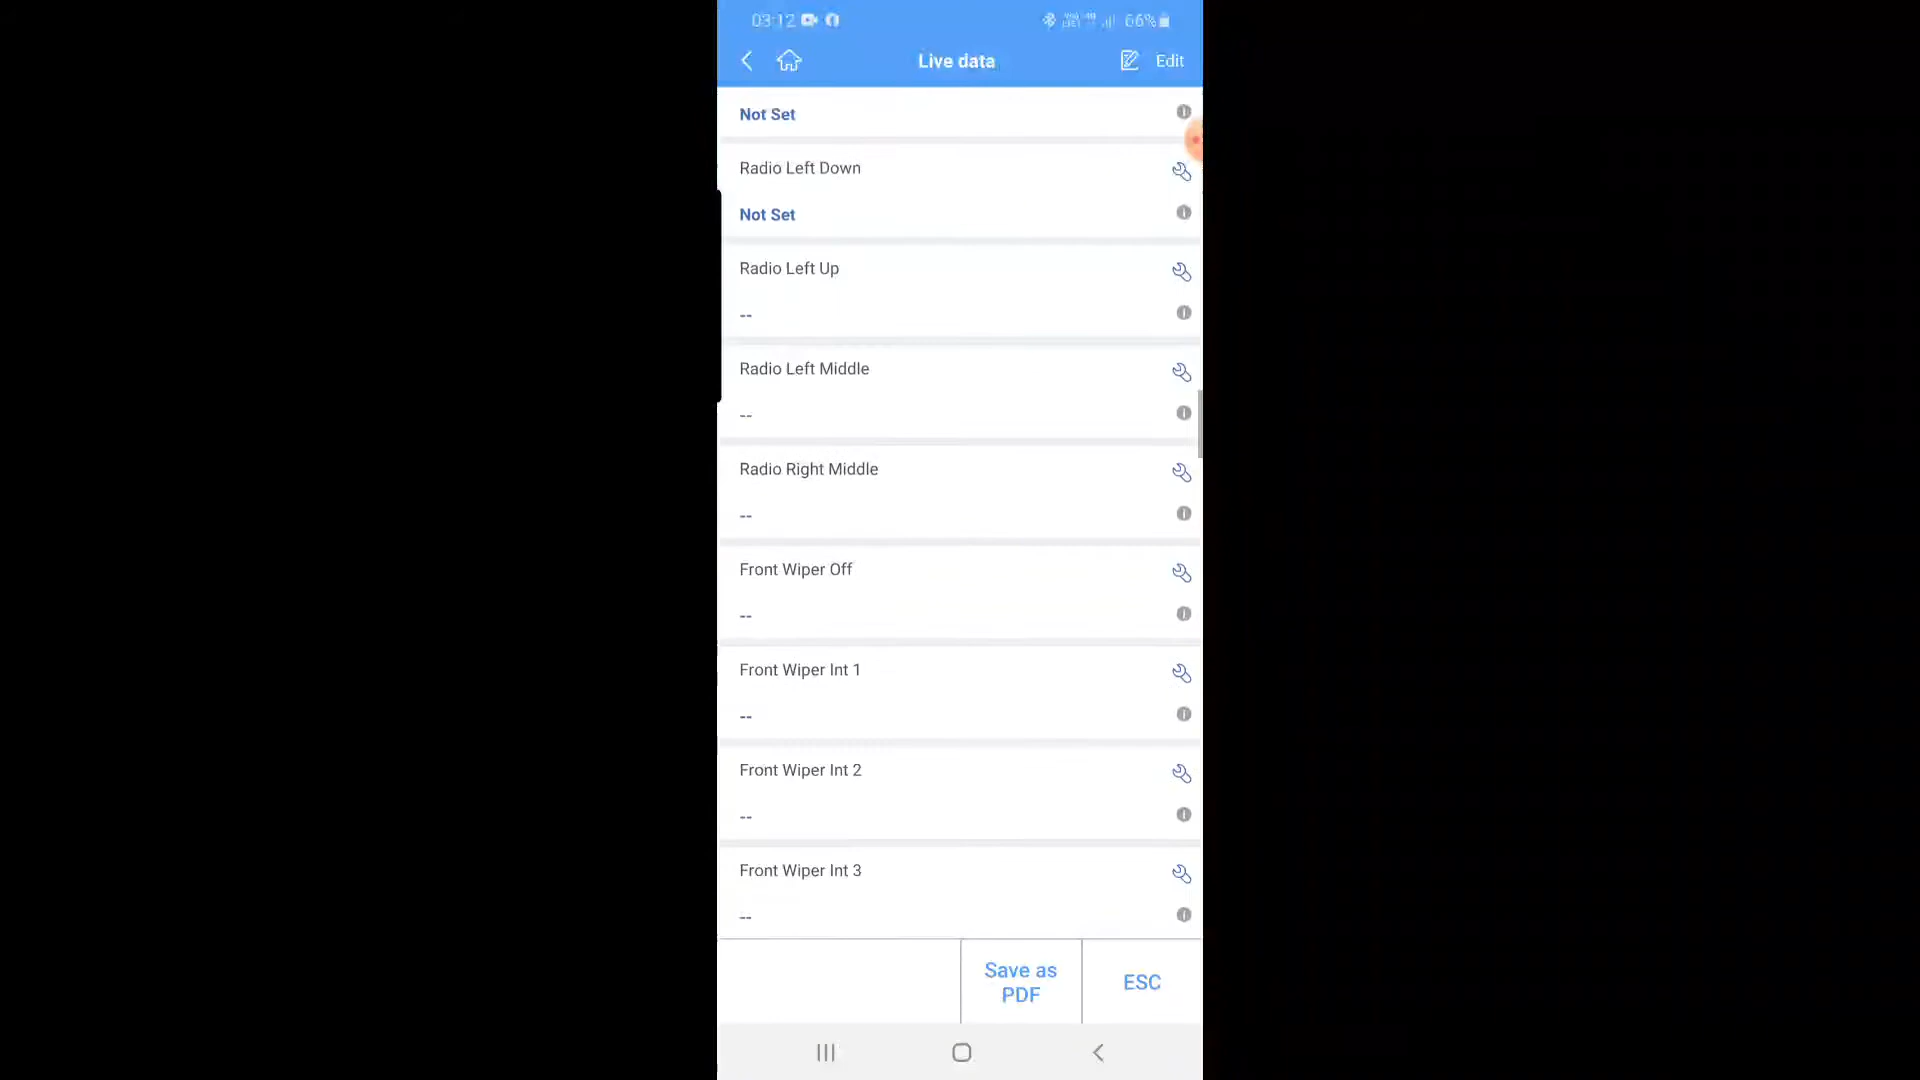 03:12
66%
Live data
Edit
Not Set
Radio Left Down
Not Set
Radio Left Up
--
Radio Left Middle
--
Radio Right Middle
--
Front Wiper Off
--
Front Wiper Int 1
--
Front Wiper Int 2
--
Front Wiper Int 3
--
Save as
PDF
ESC